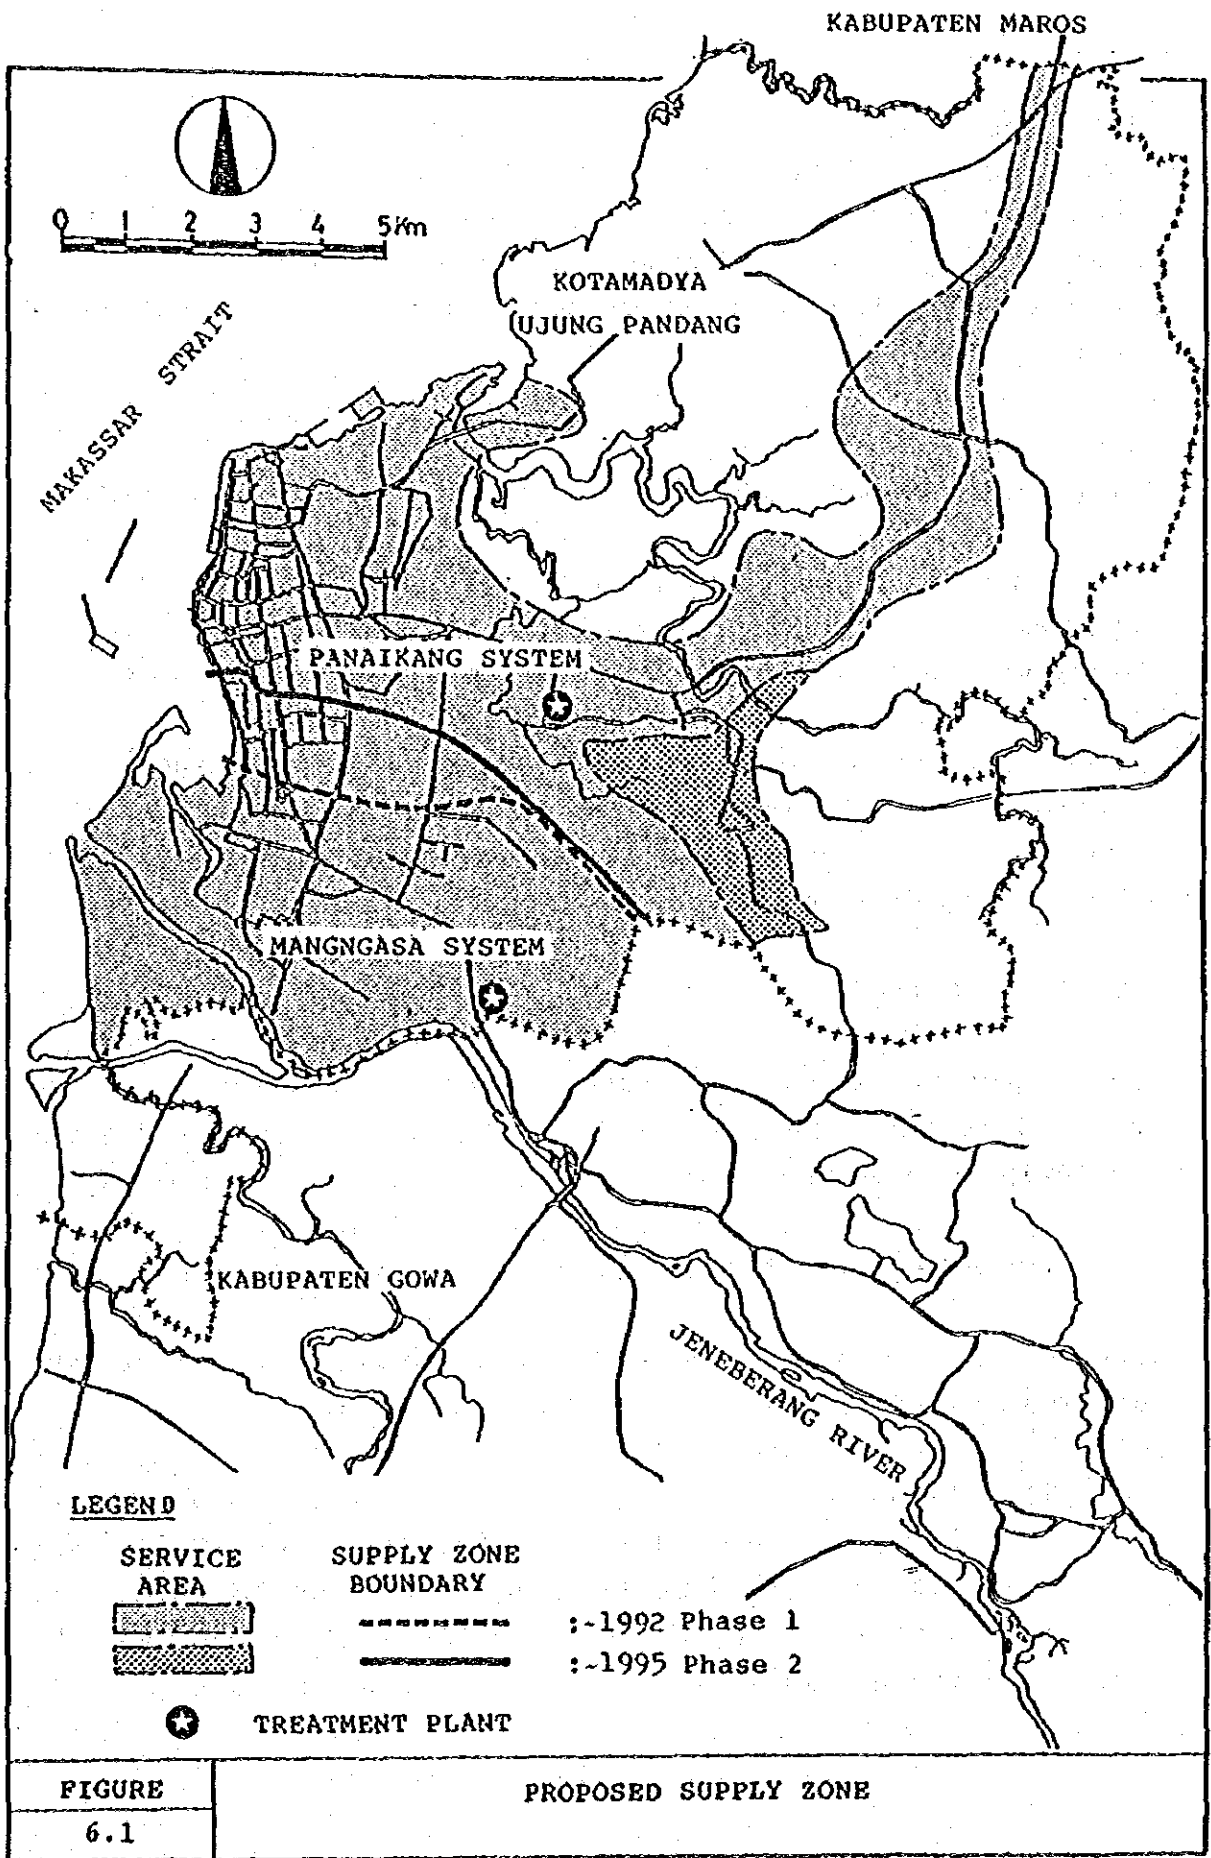 KABUPATEN MAROS
0 1 2 3 4 5Km
KOTAMADYA
UJUNG PANDANG
MAKASSAR STRAIT
PANAIKANG SYSTEM
MANGNGASA SYSTEM
KABUPATEN GOWA
JENEBERANG RIVER
LEGEND
SERVICE
AREA
SUPPLY ZONE
BOUNDARY
:~1992 Phase 1
:~1995 Phase 2
TREATMENT PLANT
FIGURE
6.1
PROPOSED SUPPLY ZONE